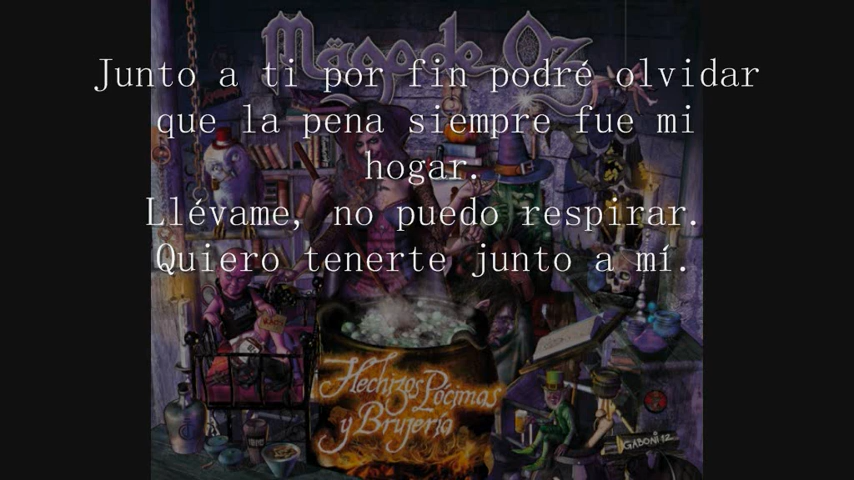 Mägo de Oz
Junto a ti por fin podré olvidar
que la pena siempre fue mi
hogar.
Llévame, no puedo respirar.
Quiero tenerte junto a mí.
Hechizos Pócimas
y Brujería
GABONI 12